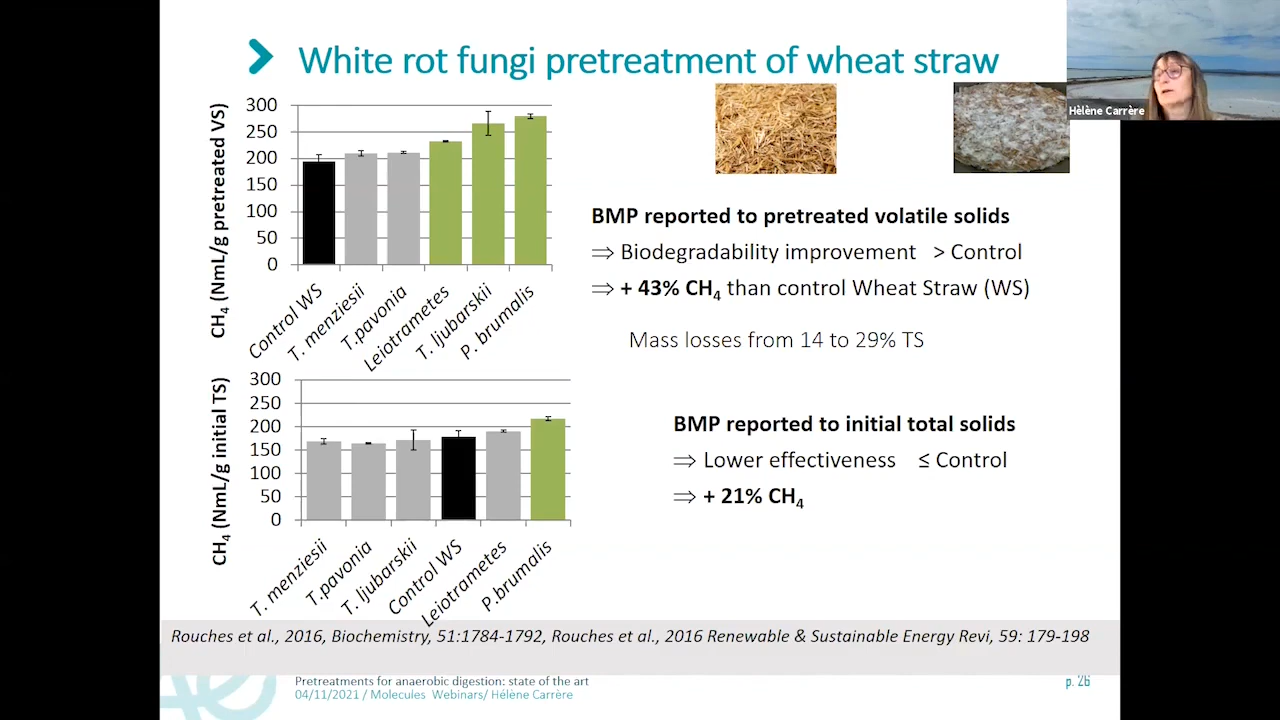 White rot fungi pretreatment of wheat straw
Hélène Carrère
300
250
200
150
100
50
0
CH4 (NmL/g pretreated VS)
Control WS
T. menziesii
T.pavonia
Leiotrametes
T. ljubarskii
P. brumalis
BMP reported to pretreated volatile solids
⇒ Biodegradability improvement > Control
⇒ + 43% CH4 than control Wheat Straw (WS)
Mass losses from 14 to 29% TS
300
250
200
150
100
50
0
CH4 (NmL/g initial TS)
T. menziesii
T.pavonia
T. ljubarskii
Control WS
Leiotrametes
P.brumalis
BMP reported to initial total solids
⇒ Lower effectiveness ≤ Control
⇒ + 21% CH4
Rouches et al., 2016, Biochemistry, 51:1784-1792, Rouches et al., 2016 Renewable & Sustainable Energy Revi, 59: 179-198
Pretreatments for anaerobic digestion: state of the art
04/11/2021 / Molecules Webinars/ Hélène Carrère
p. 26